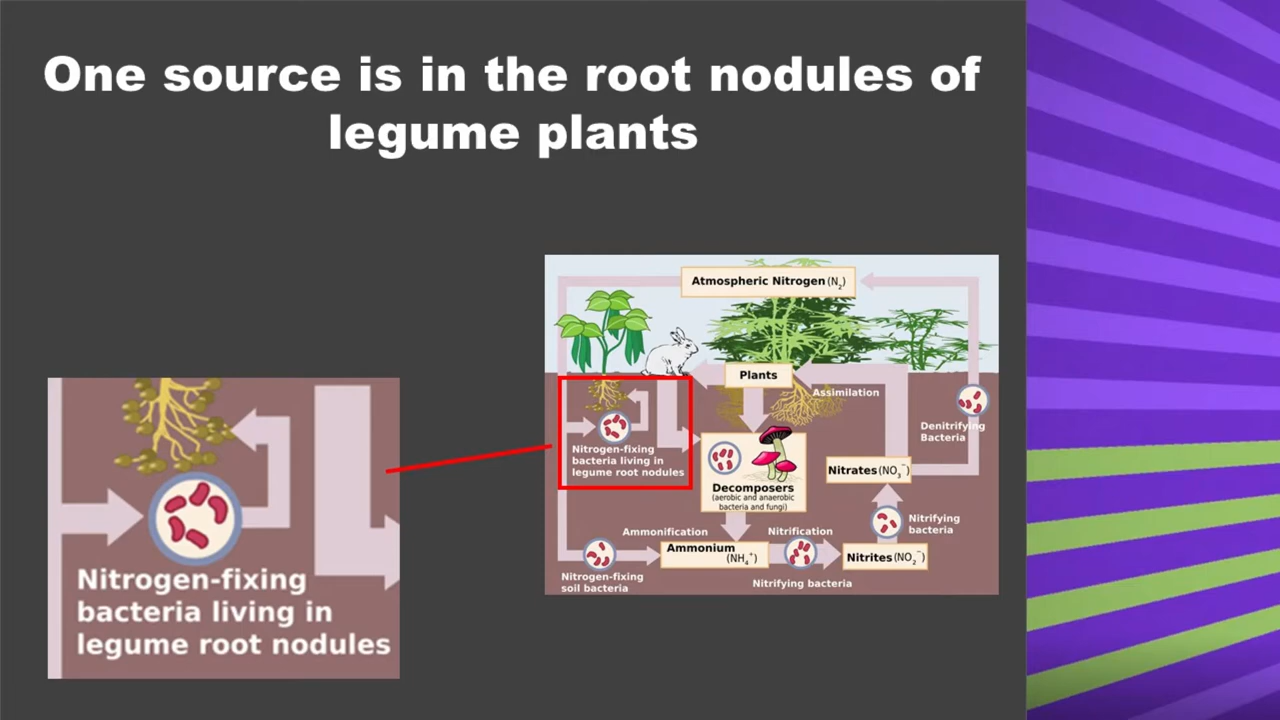 One source is in the root nodules of
legume plants
Atmospheric Nitrogen (N₂)
Plants
Assimilation
Denitrifying
Bacteria
Nitrogen-fixing
bacteria living in
legume root nodules
Decomposers
(aerobic and anaerobic
bacteria and fungi)
Nitrates (NO₃⁻)
Nitrifying
bacteria
Ammonification
Nitrification
Ammonium
(NH₄⁺)
Nitrites (NO₂⁻)
Nitrogen-fixing
soil bacteria
Nitrifying bacteria
Nitrogen-fixing
bacteria living in
legume root nodules